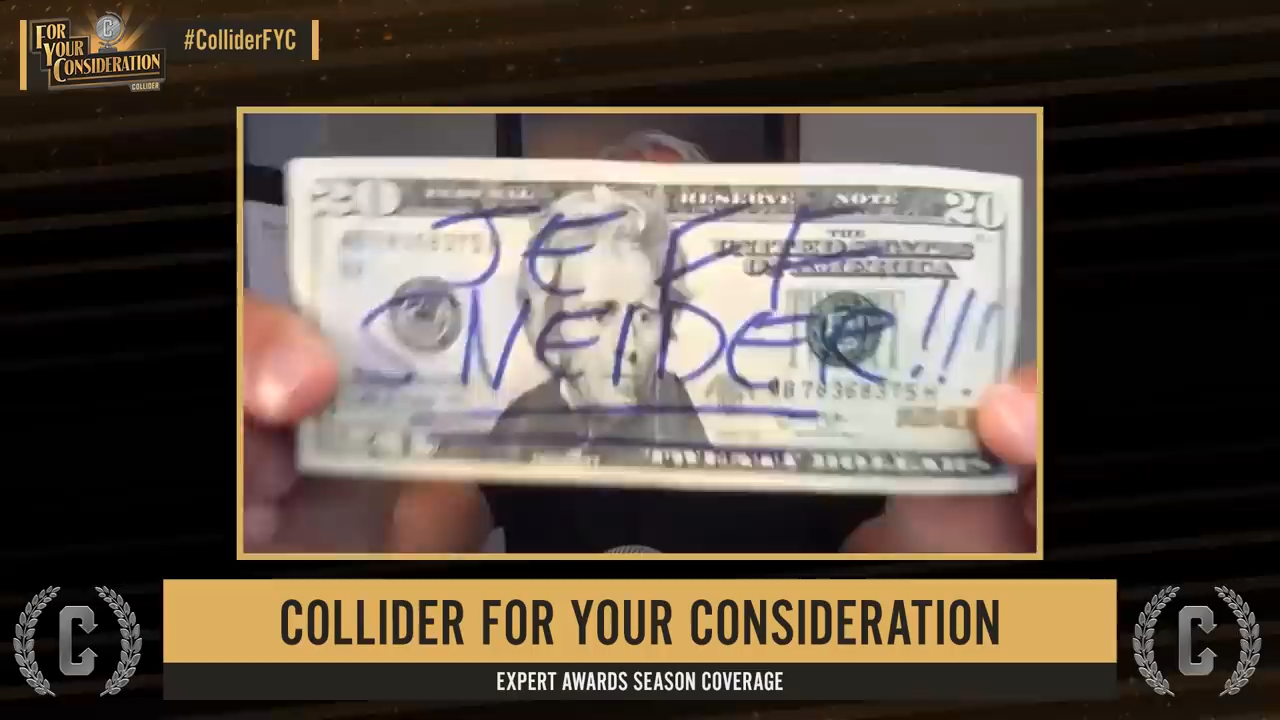 FOR
YOUR
CONSIDERATION
COLLIDER
#ColliderFYC
20 RESERVE NOTE 20
THE
UNITED STATES
OF AMERICA
JEFF
SNEIDER!!!
TWENTY DOLLARS
COLLIDER FOR YOUR CONSIDERATION
EXPERT AWARDS SEASON COVERAGE